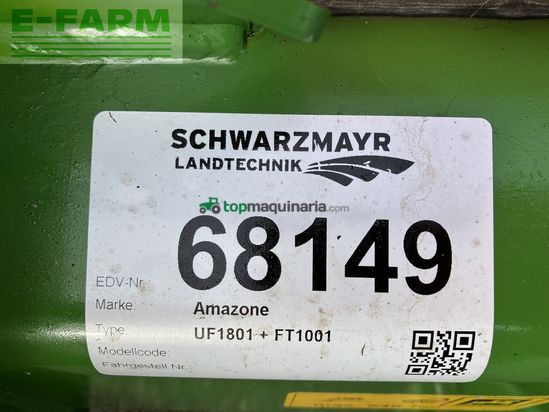 E-FARM
SCHWARZMAYR
LANDTECHNIK
topmaquinaria.com
EDV-Nr. 68149
Marke Amazone
Type UF1801 + FT1001
Modellcode:
Fahrgestell Nr.